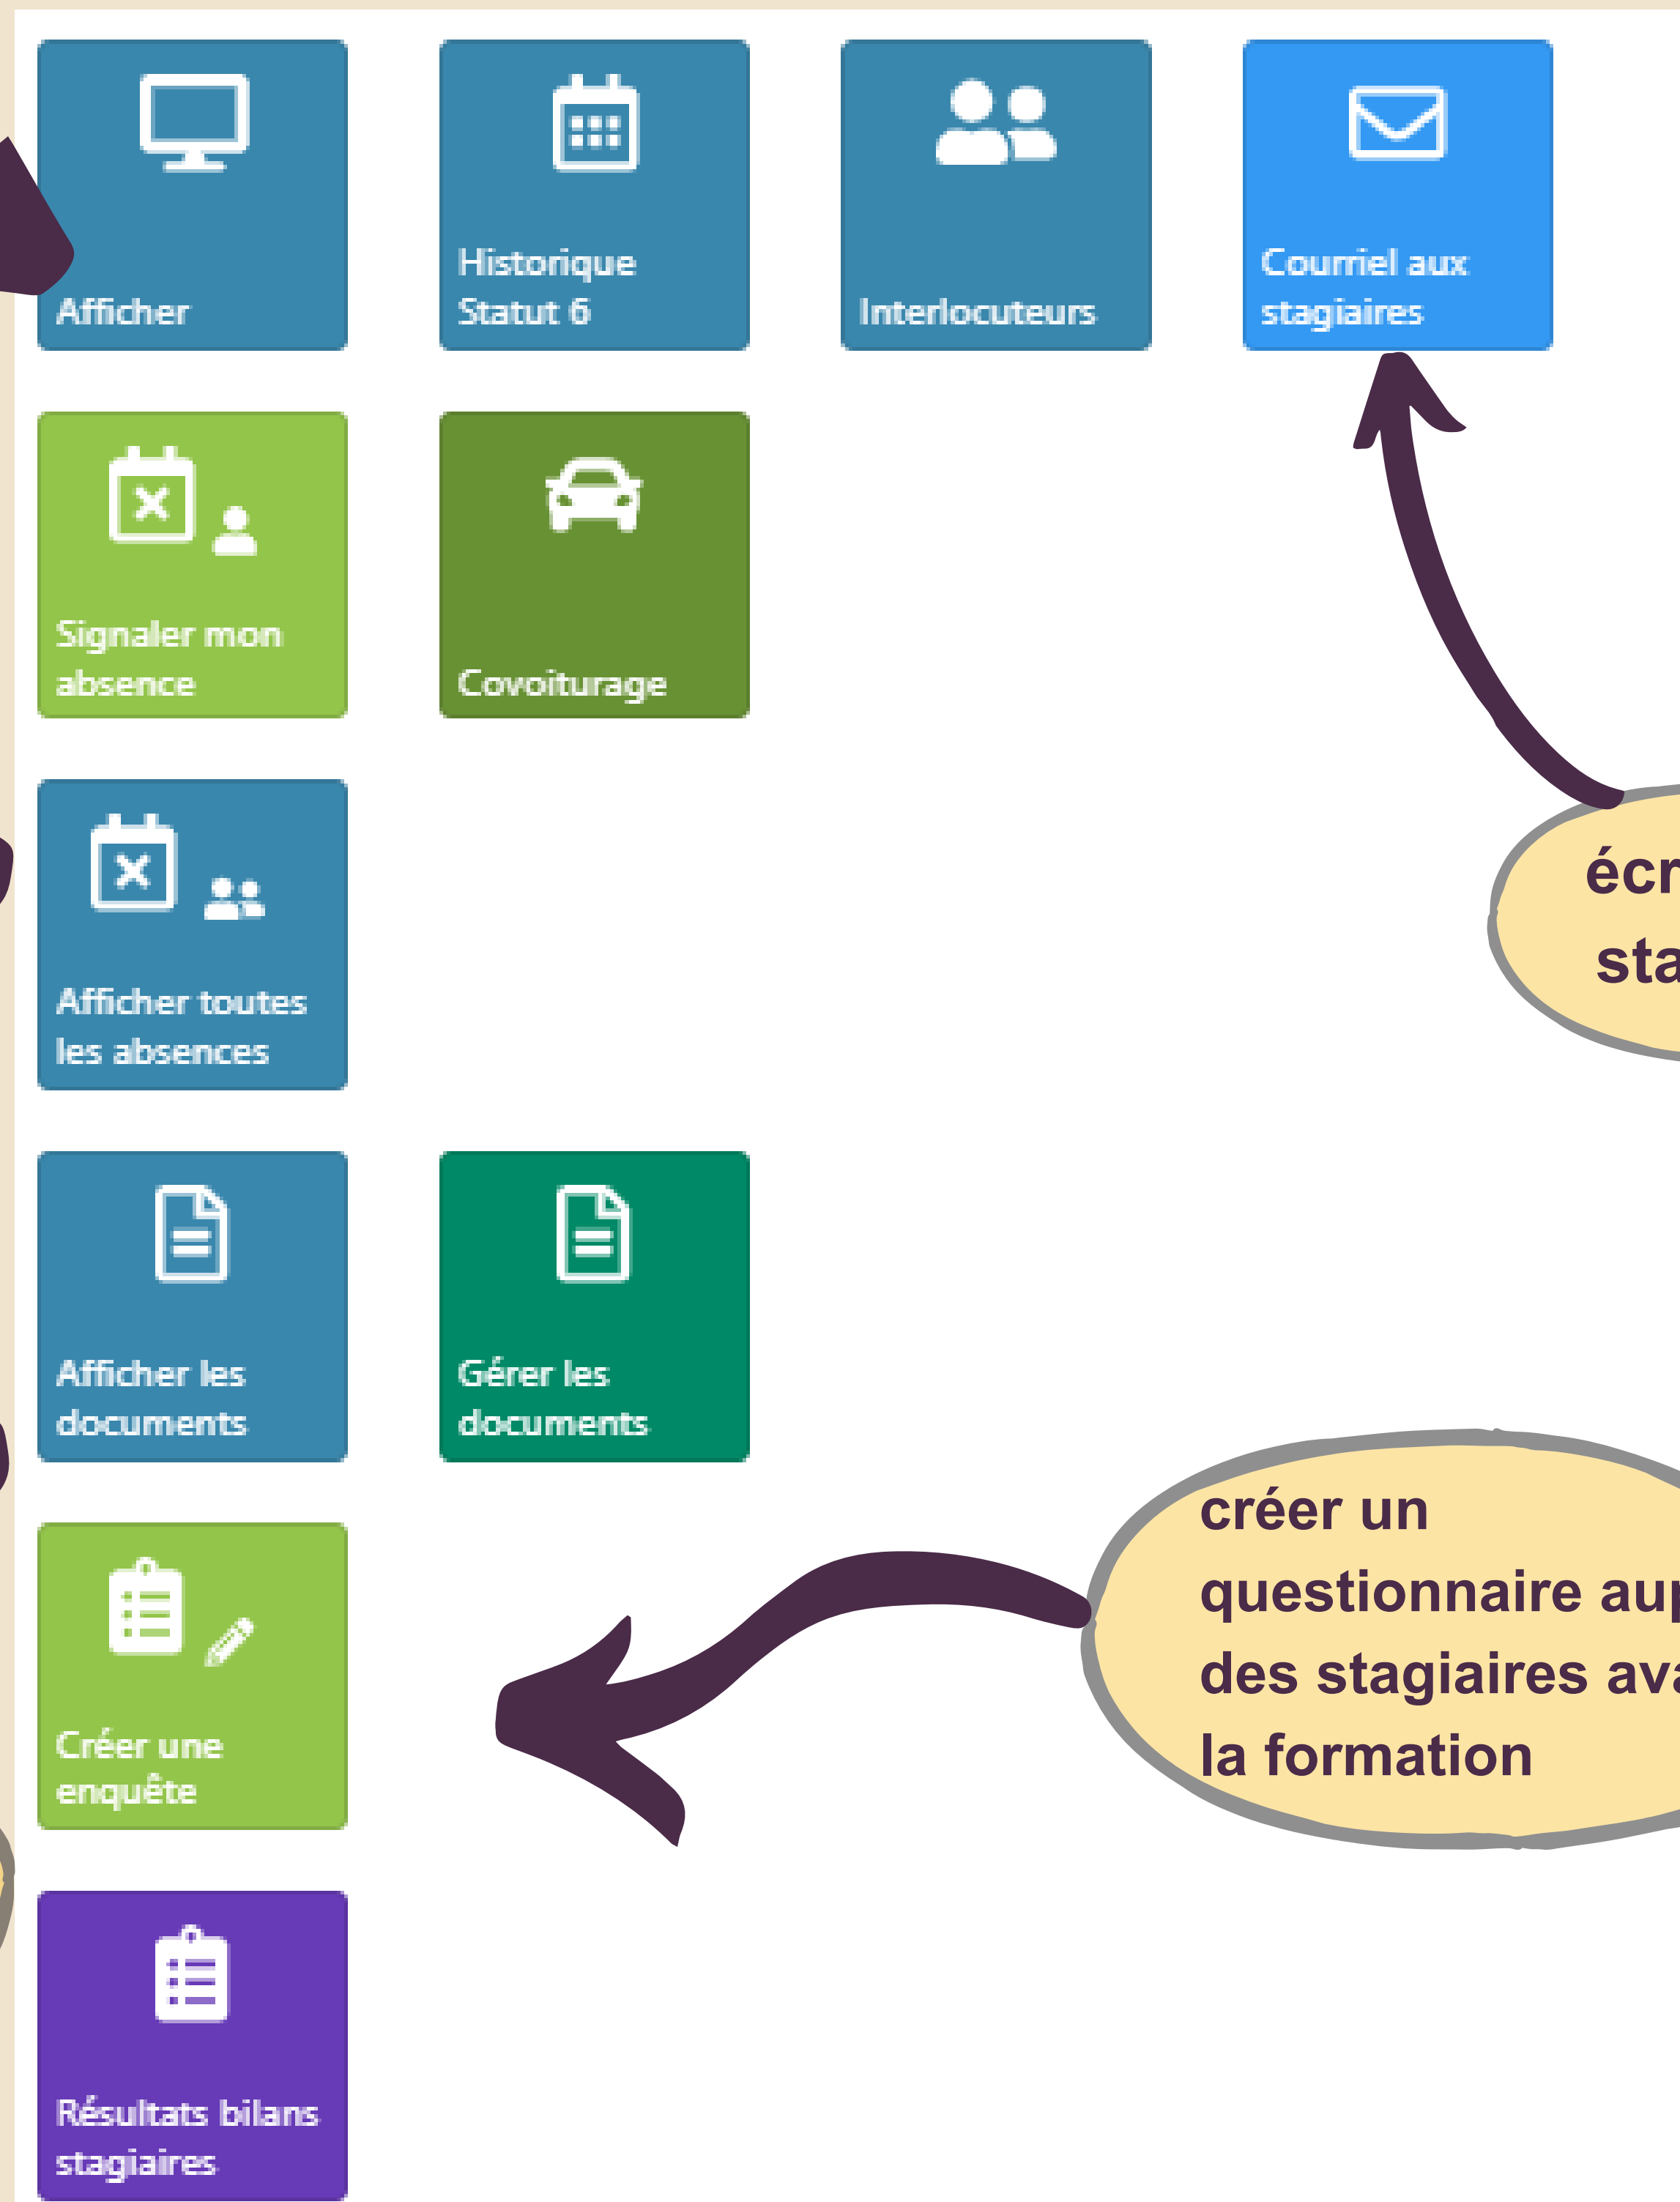 Afficher
Historique
Statut 6
Interlocuteurs
Courriel aux
stagiaires
Signaler mon
absence
Covoiturage
Afficher toutes
les absences
Afficher les
documents
Gérer les
documents
créer un
questionnaire
des stagiaires
la formation
Créer une
enquête
Résultats bilans
stagiaires